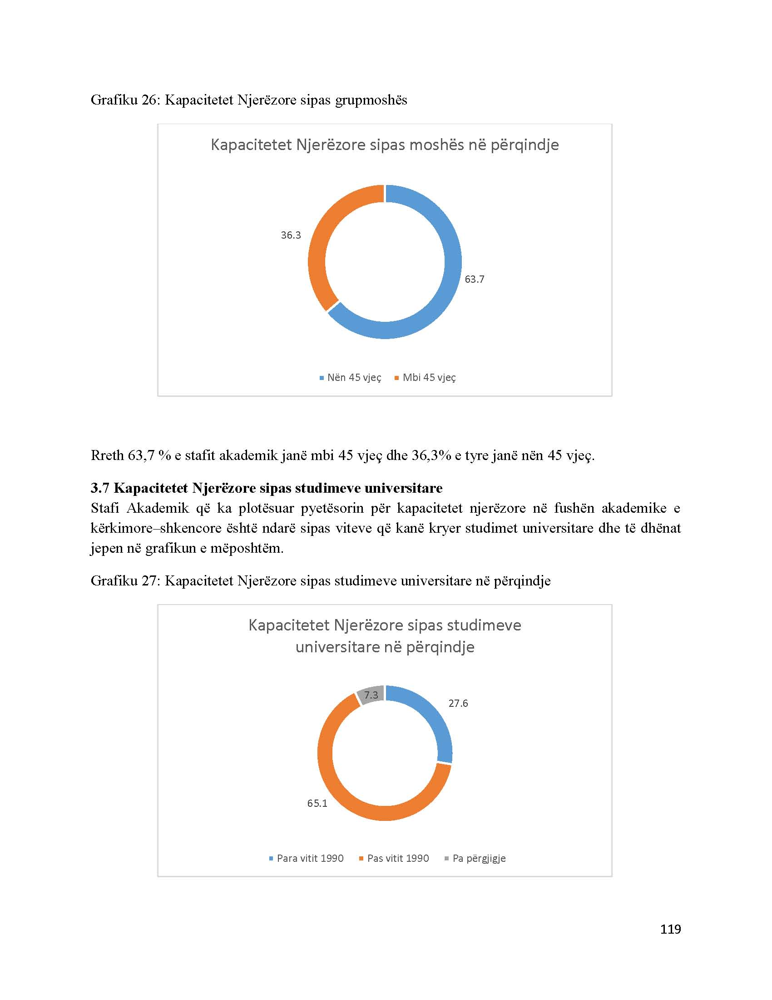 Grafiku 26: Kapacitetet Njerëzore sipas grupmoshës
Kapacitetet Njerëzore sipas moshës në përqindje
36.3
63.7
Nën 45 vjeç Mbi 45 vjeç
Rreth 63,7 % e stafit akademik janë mbi 45 vjeç dhe 36,3% e tyre janë nën 45 vjeç.
3.7 Kapacitetet Njerëzore sipas studimeve universitare
Stafi Akademik që ka plotësuar pyetësorin për kapacitetet njerëzore në fushën akademike e
kërkimore–shkencore është ndarë sipas viteve që kanë kryer studimet universitare dhe të dhënat
jepen në grafikun e mëposhtëm.
Grafiku 27: Kapacitetet Njerëzore sipas studimeve universitare në përqindje
Kapacitetet Njerëzore sipas studimeve
universitare në përqindje
7.3
27.6
65.1
Para vitit 1990 Pas vitit 1990 Pa përgjigje
119